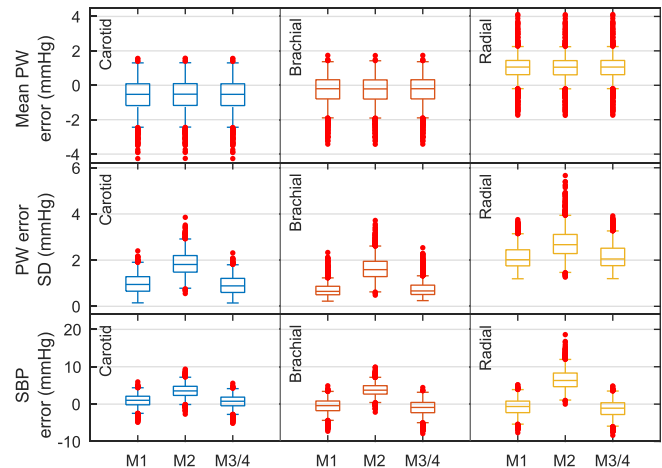 Mean PW
error (mmHg)
4
2
0
-2
-4
Carotid
Brachial
Radial
PW error
SD (mmHg)
6
4
2
0
Carotid
Brachial
Radial
SBP
error (mmHg)
20
10
0
-10
Carotid
Brachial
Radial
M1 M2 M3/4 M1 M2 M3/4 M1 M2 M3/4